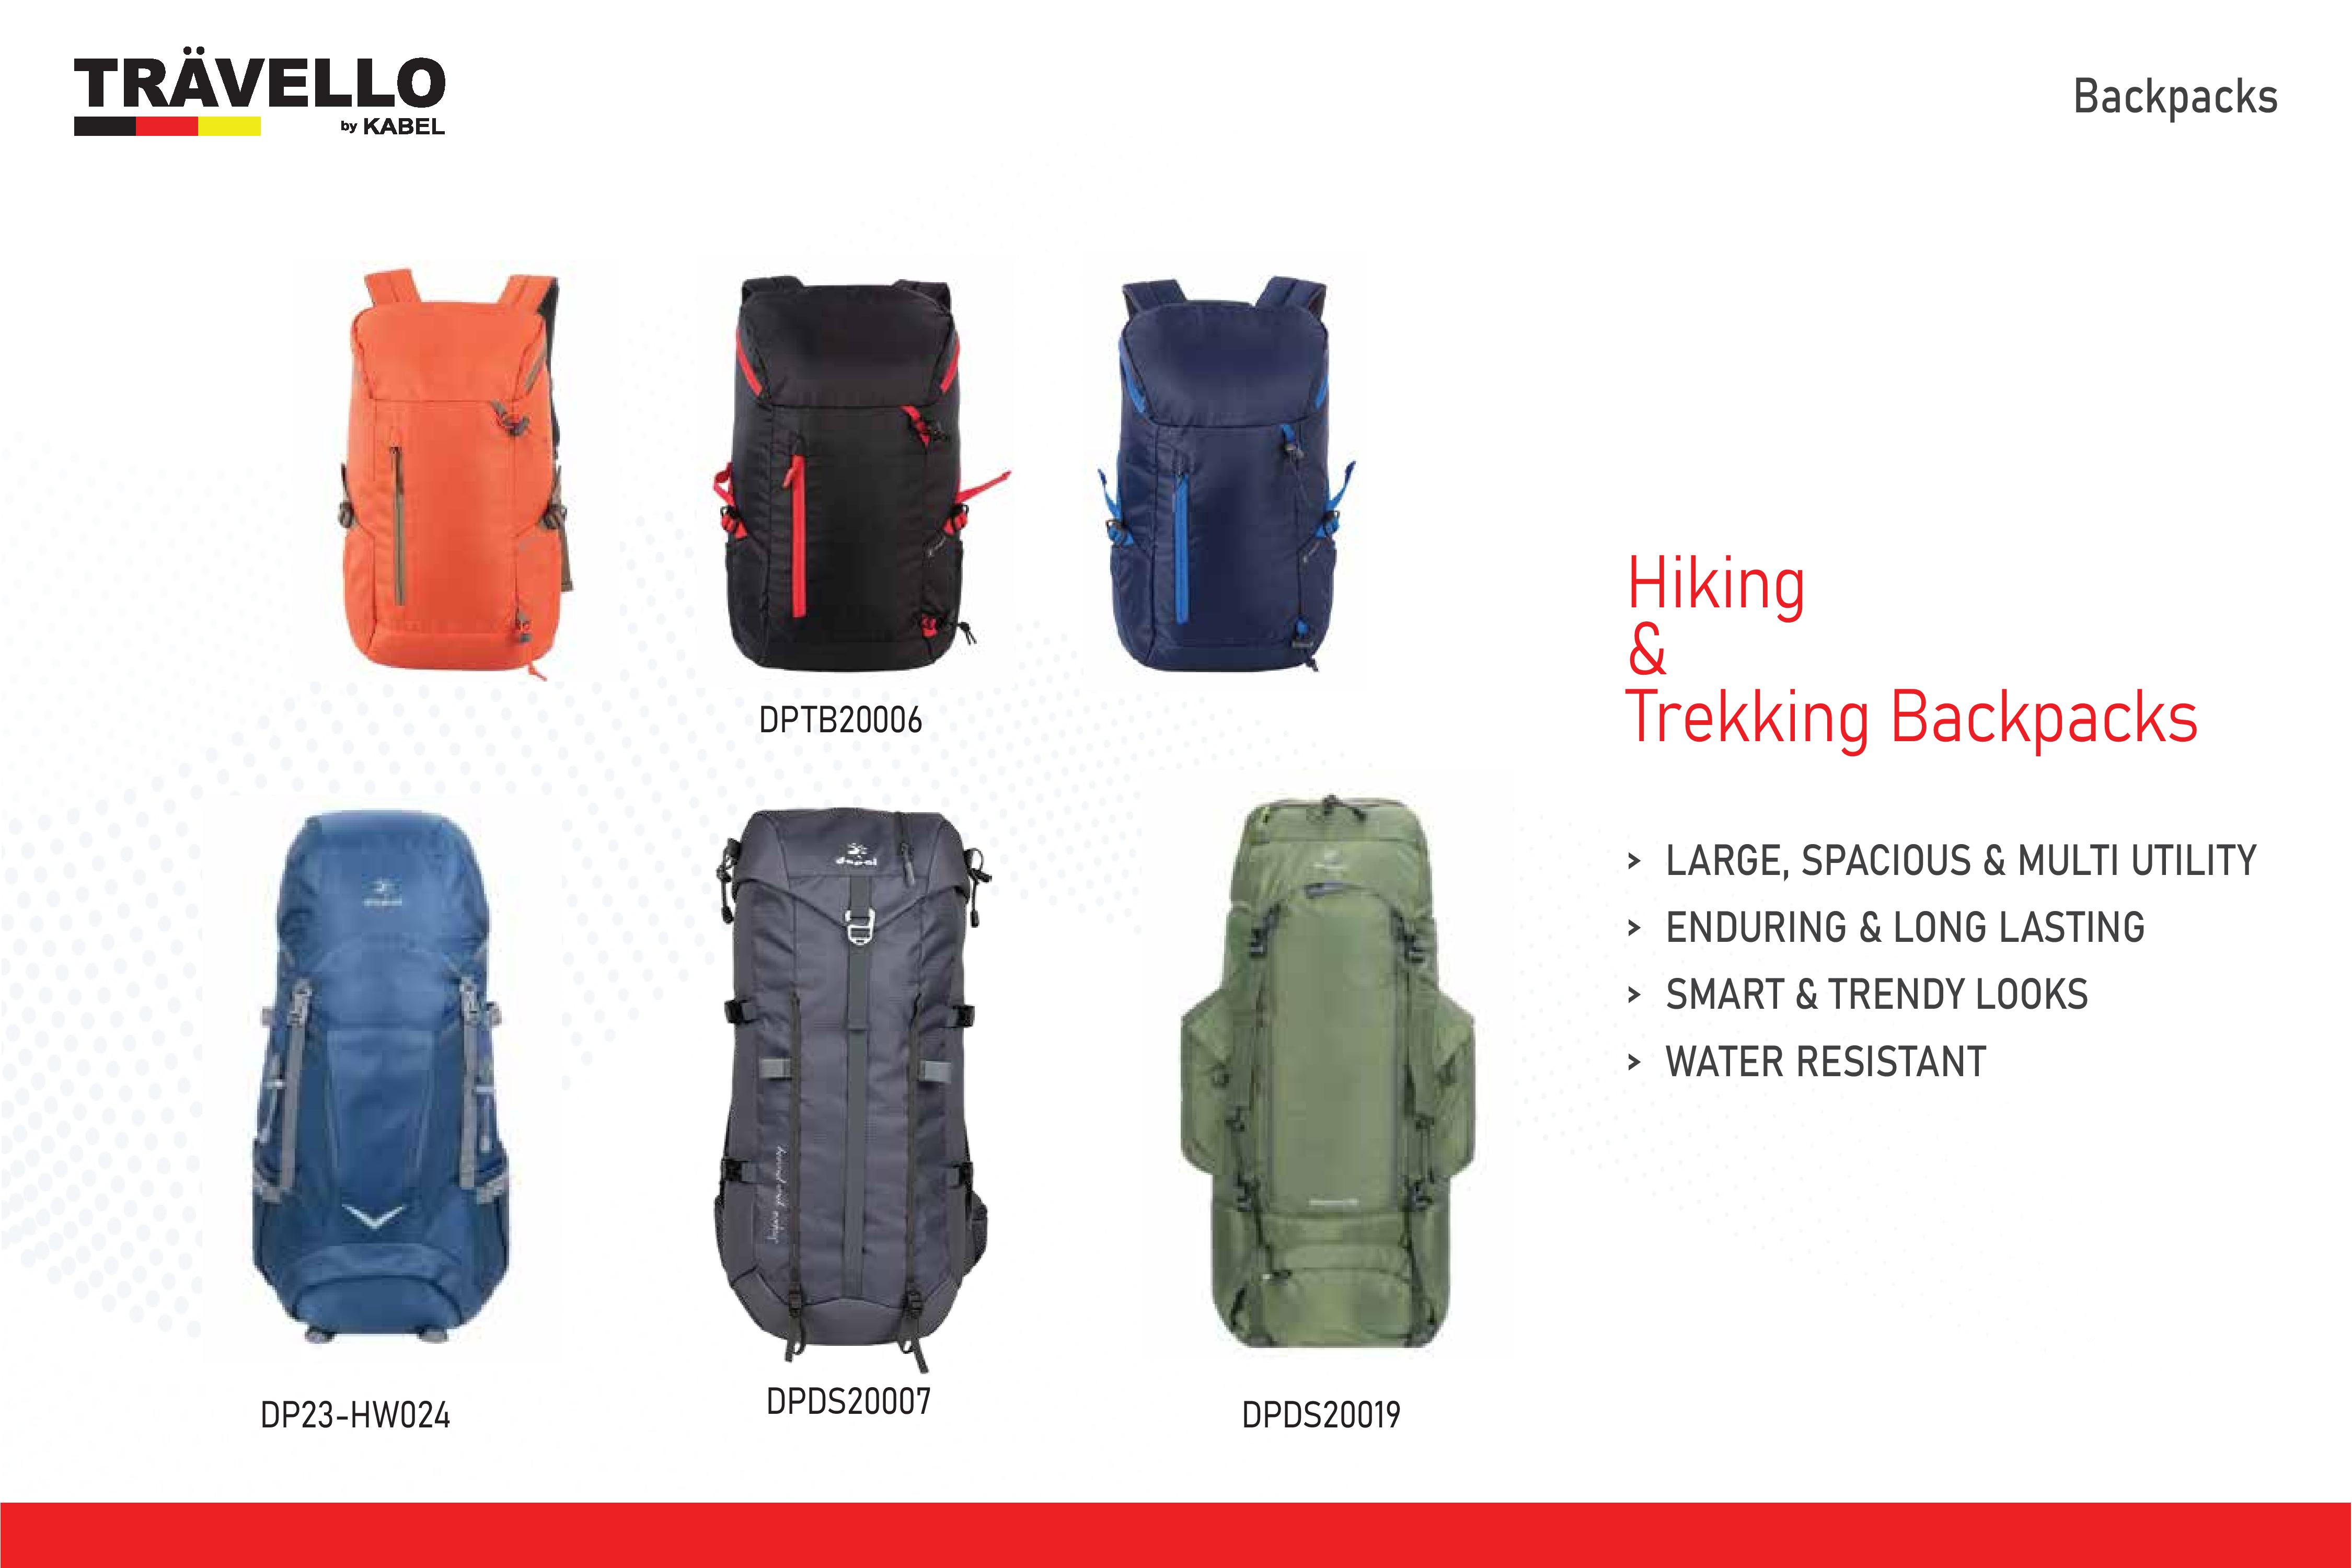 TRÄVELLO
by KABEL
Backpacks
DPTB20006
Hiking
&
Trekking Backpacks
> LARGE, SPACIOUS & MULTI UTILITY
> ENDURING & LONG LASTING
> SMART & TRENDY LOOKS
> WATER RESISTANT
depal
DP23-HW024
DPDS20007
DPDS20019